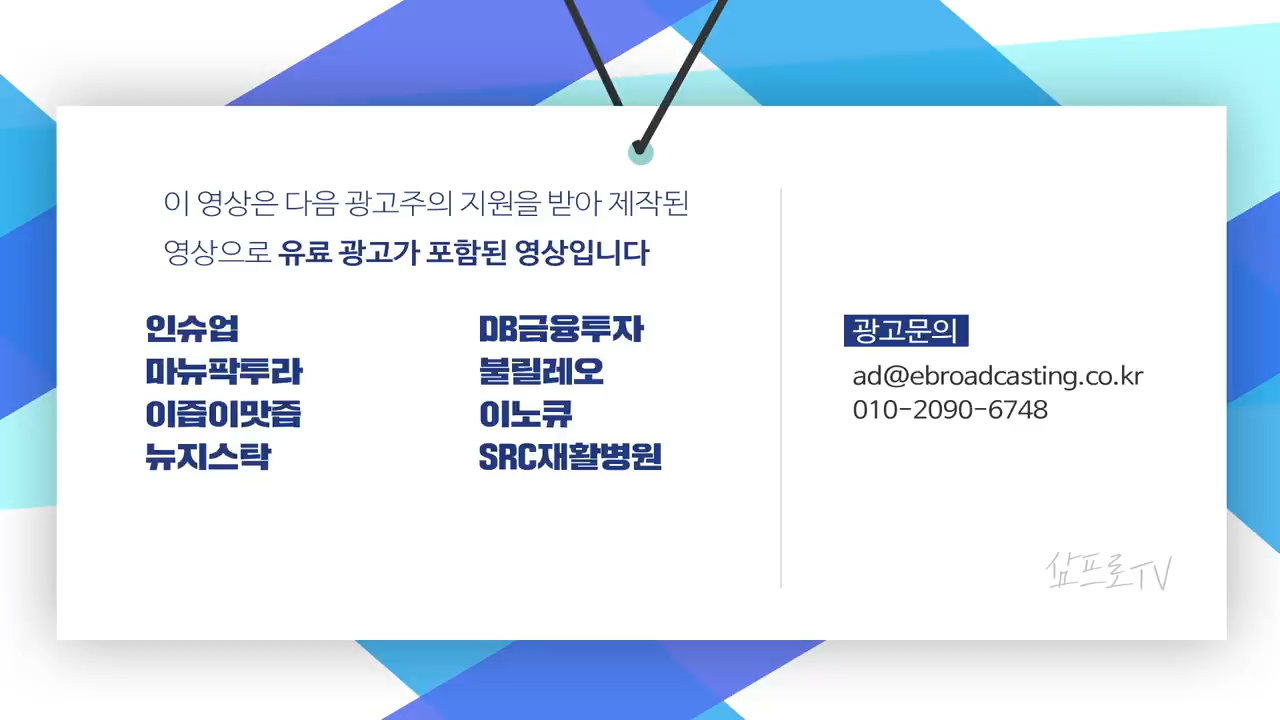 이 영상은 다음 광고주의 지원을 받아 제작된
영상으로 유료 광고가 포함된 영상입니다
인슈업
마뉴팍투라
이즙이맛즙
뉴지스탁
DB금융투자
불릴레오
이노큐
SRC재활병원
광고문의
ad@ebroadcasting.co.kr
010-2090-6748
삼프로TV